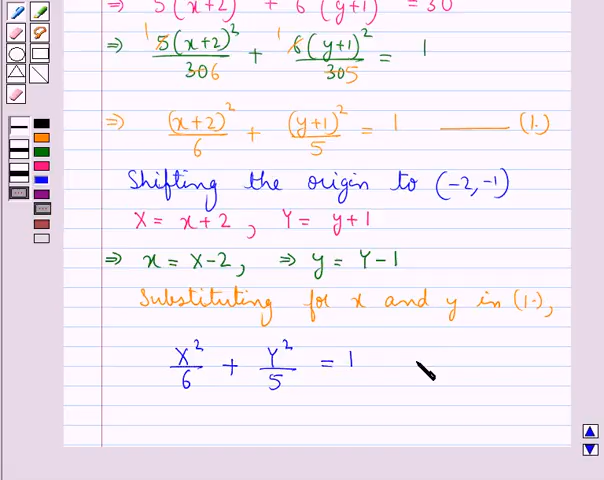 ⇒ 5(x+2)² + 6(y+1)² = 30
⇒ 5(x+2)²/30 6 + 6(y+1)²/30 5 = 1
⇒ (x+2)²/6 + (y+1)²/5 = 1 ——— (1.)
Shifting the origin to (-2,-1)
X = x+2, Y = y+1
⇒ x = X-2, ⇒ y = Y-1
Substituting for x and y in (1.),
X²/6 + Y²/5 = 1